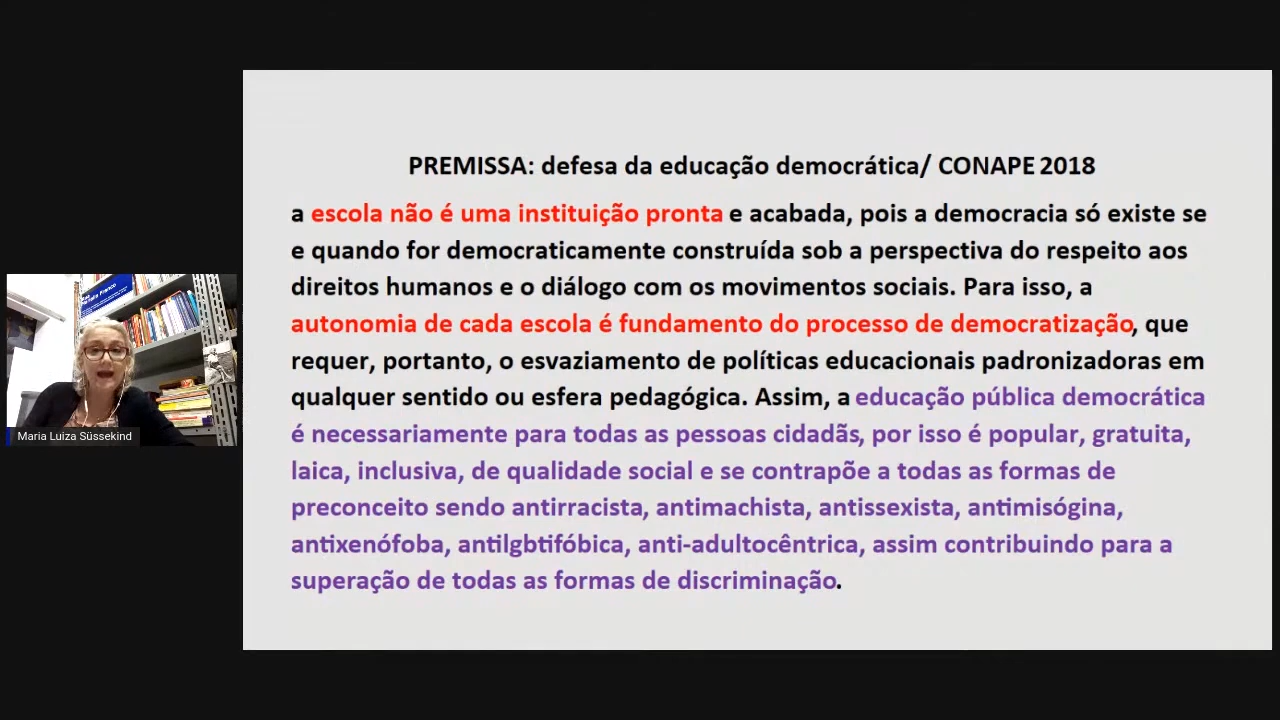 PREMISSA: defesa da educação democrática/ CONAPE 2018
a escola não é uma instituição pronta e acabada, pois a democracia só existe se
e quando for democraticamente construída sob a perspectiva do respeito aos
direitos humanos e o diálogo com os movimentos sociais. Para isso, a
autonomia de cada escola é fundamento do processo de democratização, que
requer, portanto, o esvaziamento de políticas educacionais padronizadoras em
qualquer sentido ou esfera pedagógica. Assim, a educação pública democrática
é necessariamente para todas as pessoas cidadãs, por isso é popular, gratuita,
laica, inclusiva, de qualidade social e se contrapõe a todas as formas de
preconceito sendo antirracista, antimachista, antissexista, antimisógina,
antixenófoba, antilgbtifóbica, anti-adultocêntrica, assim contribuindo para a
superação de todas as formas de discriminação.
Marielle Franco
Maria Luiza Süssekind